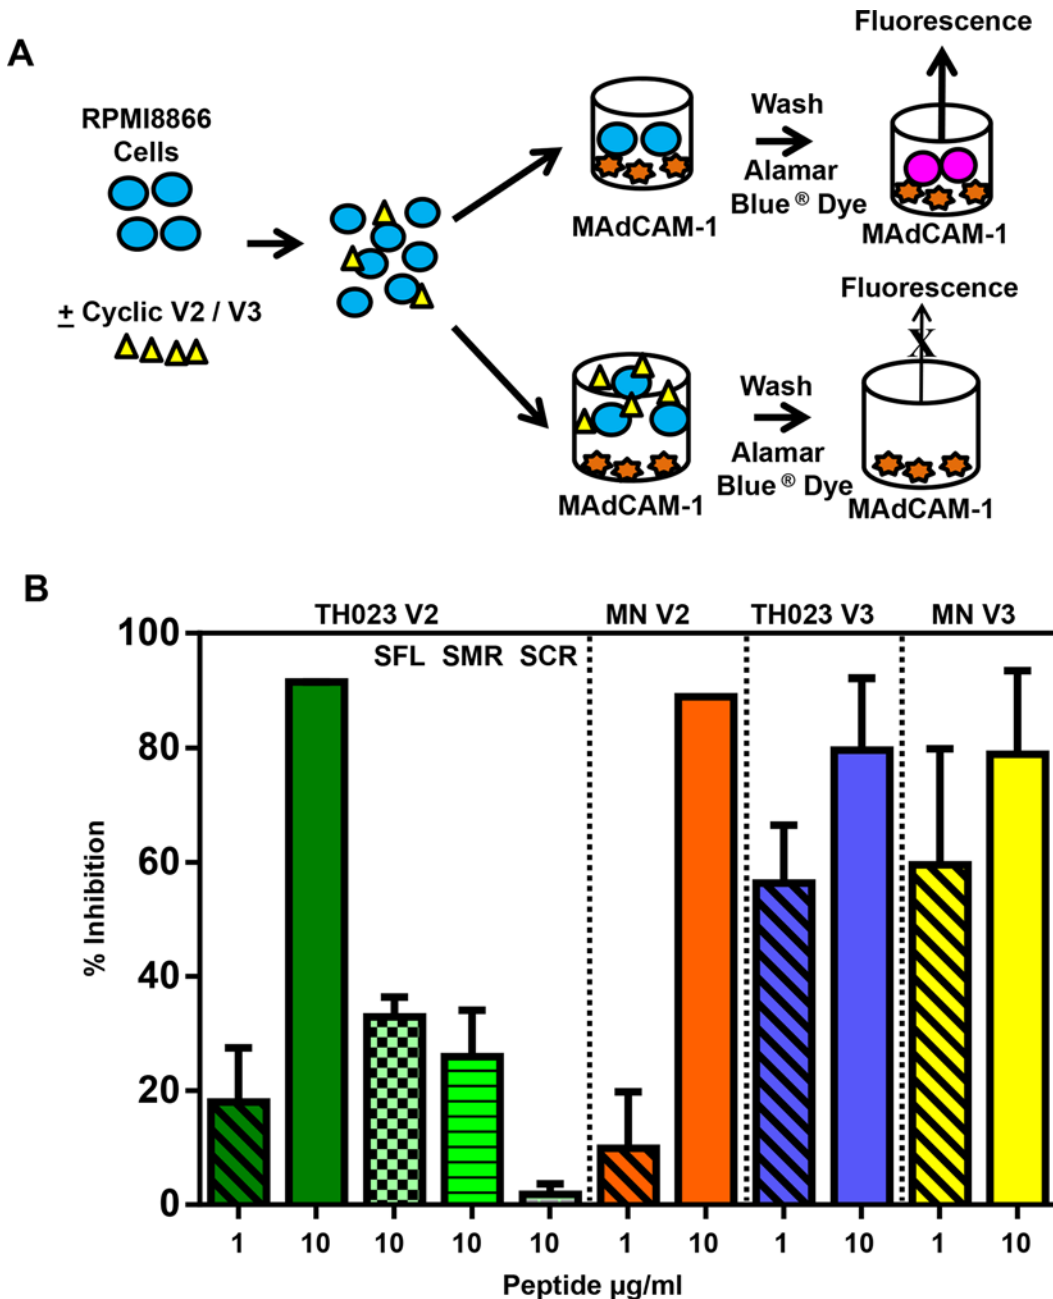 A
RPMI8866
Cells
± Cyclic V2 / V3
MAdCAM-1
Wash
Alamar
Blue ® Dye
Fluorescence
MAdCAM-1
MAdCAM-1
Wash
Alamar
Blue ® Dye
Fluorescence
X
MAdCAM-1
B
TH023 V2 MN V2 TH023 V3 MN V3
SFL SMR SCR
% Inhibition
100
80
60
40
20
0
1 10 10 10 10 1 10 1 10 1 10
Peptide µg/ml